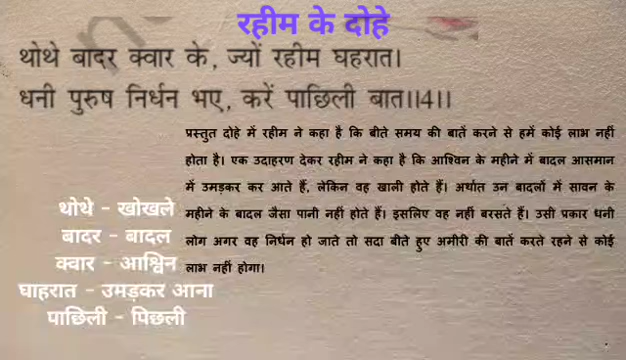 रहीम के दोहे
थोथे बादर क्वार के, ज्यों रहीम घहरात।
धनी पुरुष निर्धन भए, करें पाछिली बात।।4।।
प्रस्तुत दोहे में रहीम ने कहा है कि बीते समय की बातें करने से हमें कोई लाभ नहीं
होता है। एक उदाहरण देकर रहीम ने कहा है कि आश्विन के महीने में बादल आसमान
में उमड़कर कर आते हैं, लेकिन वह खाली होते हैं। अर्थात उन बादलों में सावन के
महीने के बादल जैसा पानी नहीं होते हैं। इसलिए वह नहीं बरसते हैं। उसी प्रकार धनी
लोग अगर वह निर्धन हो जाते तो सदा बीते हुए अमीरी की बातें करते रहने से कोई
लाभ नहीं होगा।
थोथे - खोखले
बादर - बादल
क्वार - आश्विन
घाहरात - उमड़कर आना
पाछिली - पिछली